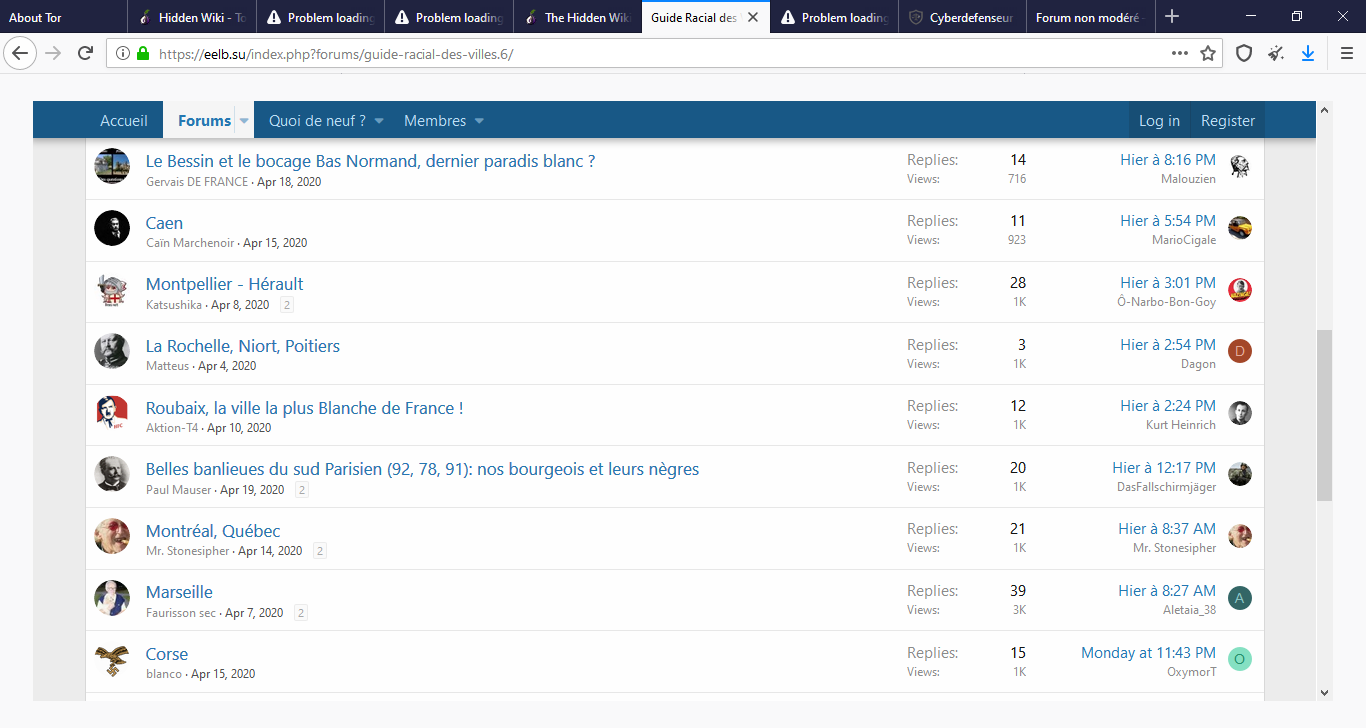 About Tor
Hidden Wiki - To
Problem loading
Problem loading
The Hidden Wiki
Guide Racial des
Problem loading
Cyberdefenseur
Forum non modéré -
https://eelb.su/index.php?forums/guide-racial-des-villes.6/
Accueil Forums Quoi de neuf ? Membres Log in Register
Le Bessin et le bocage Bas Normand, dernier paradis blanc ? Replies: 14 Hier à 8:16 PM
Gervais DE FRANCE · Apr 18, 2020 Views: 716 Malouzien
Caen Replies: 11 Hier à 5:54 PM
Caïn Marchenoir · Apr 15, 2020 Views: 923 MarioCigale
Montpellier - Hérault Replies: 28 Hier à 3:01 PM
Katsushika · Apr 8, 2020 2 Views: 1K Ô-Narbo-Bon-Goy
La Rochelle, Niort, Poitiers Replies: 3 Hier à 2:54 PM D
Matteus · Apr 4, 2020 Views: 1K Dagon
Roubaix, la ville la plus Blanche de France ! Replies: 12 Hier à 2:24 PM
Aktion-T4 · Apr 10, 2020 Views: 1K Kurt Heinrich
Belles banlieues du sud Parisien (92, 78, 91): nos bourgeois et leurs nègres Replies: 20 Hier à 12:17 PM
Paul Mauser · Apr 19, 2020 2 Views: 1K DasFallschirmjäger
Montréal, Québec Replies: 21 Hier à 8:37 AM
Mr. Stonesipher · Apr 14, 2020 2 Views: 1K Mr. Stonesipher
Marseille Replies: 39 Hier à 8:27 AM A
Faurisson sec · Apr 7, 2020 2 Views: 3K Aletaia_38
Corse Replies: 15 Monday at 11:43 PM O
blanco · Apr 15, 2020 Views: 1K OxymorT